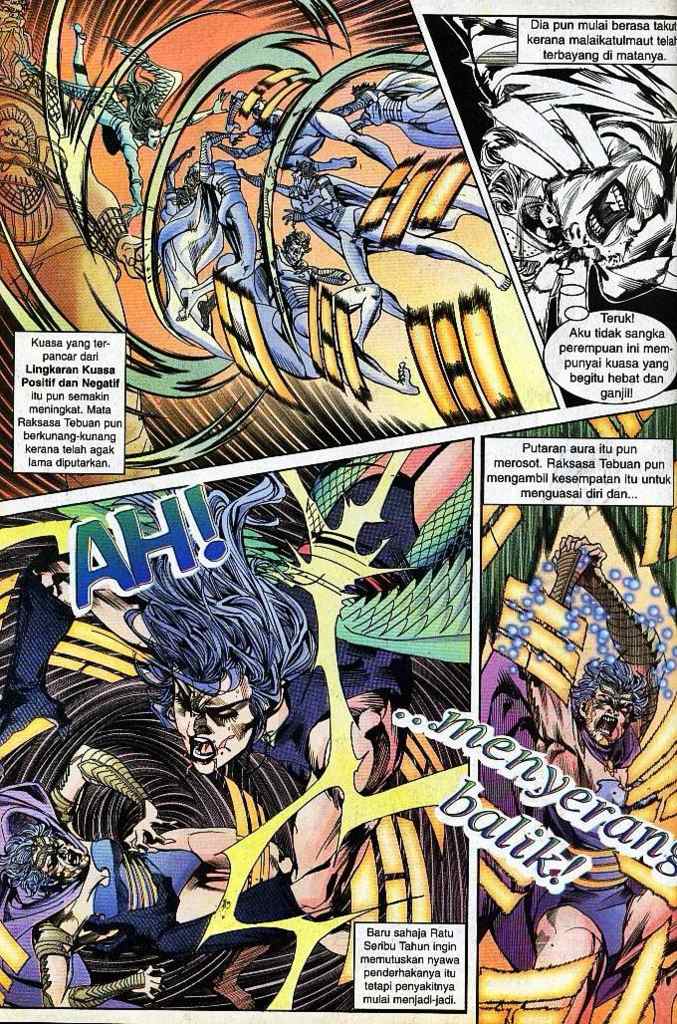 Kuasa yang ter-
pancar dari
Lingkaran Kuasa
Positif dan Negatif
itu pun semakin
meningkat. Mata
Raksasa Tebuan pun
berkunang-kunang
kerana telah agak
lama diputarkan.
Dia pun mulai berasa takut
kerana malaikatulmaut telah
terbayang di matanya.
Teruk!
Aku tidak sangka
perempuan ini mem-
punyai kuasa yang
begitu hebat dan
ganjil!
AH!
Baru sahaja Ratu
Seribu Tahun ingin
memutuskan nyawa
penderhakanya itu
tetapi penyakitnya
mulai menjadi-jadi.
Putaran aura itu pun
merosot. Raksasa Tebuan pun
mengambil kesempatan itu untuk
menguasai diri dan...
...menyerang
balik!